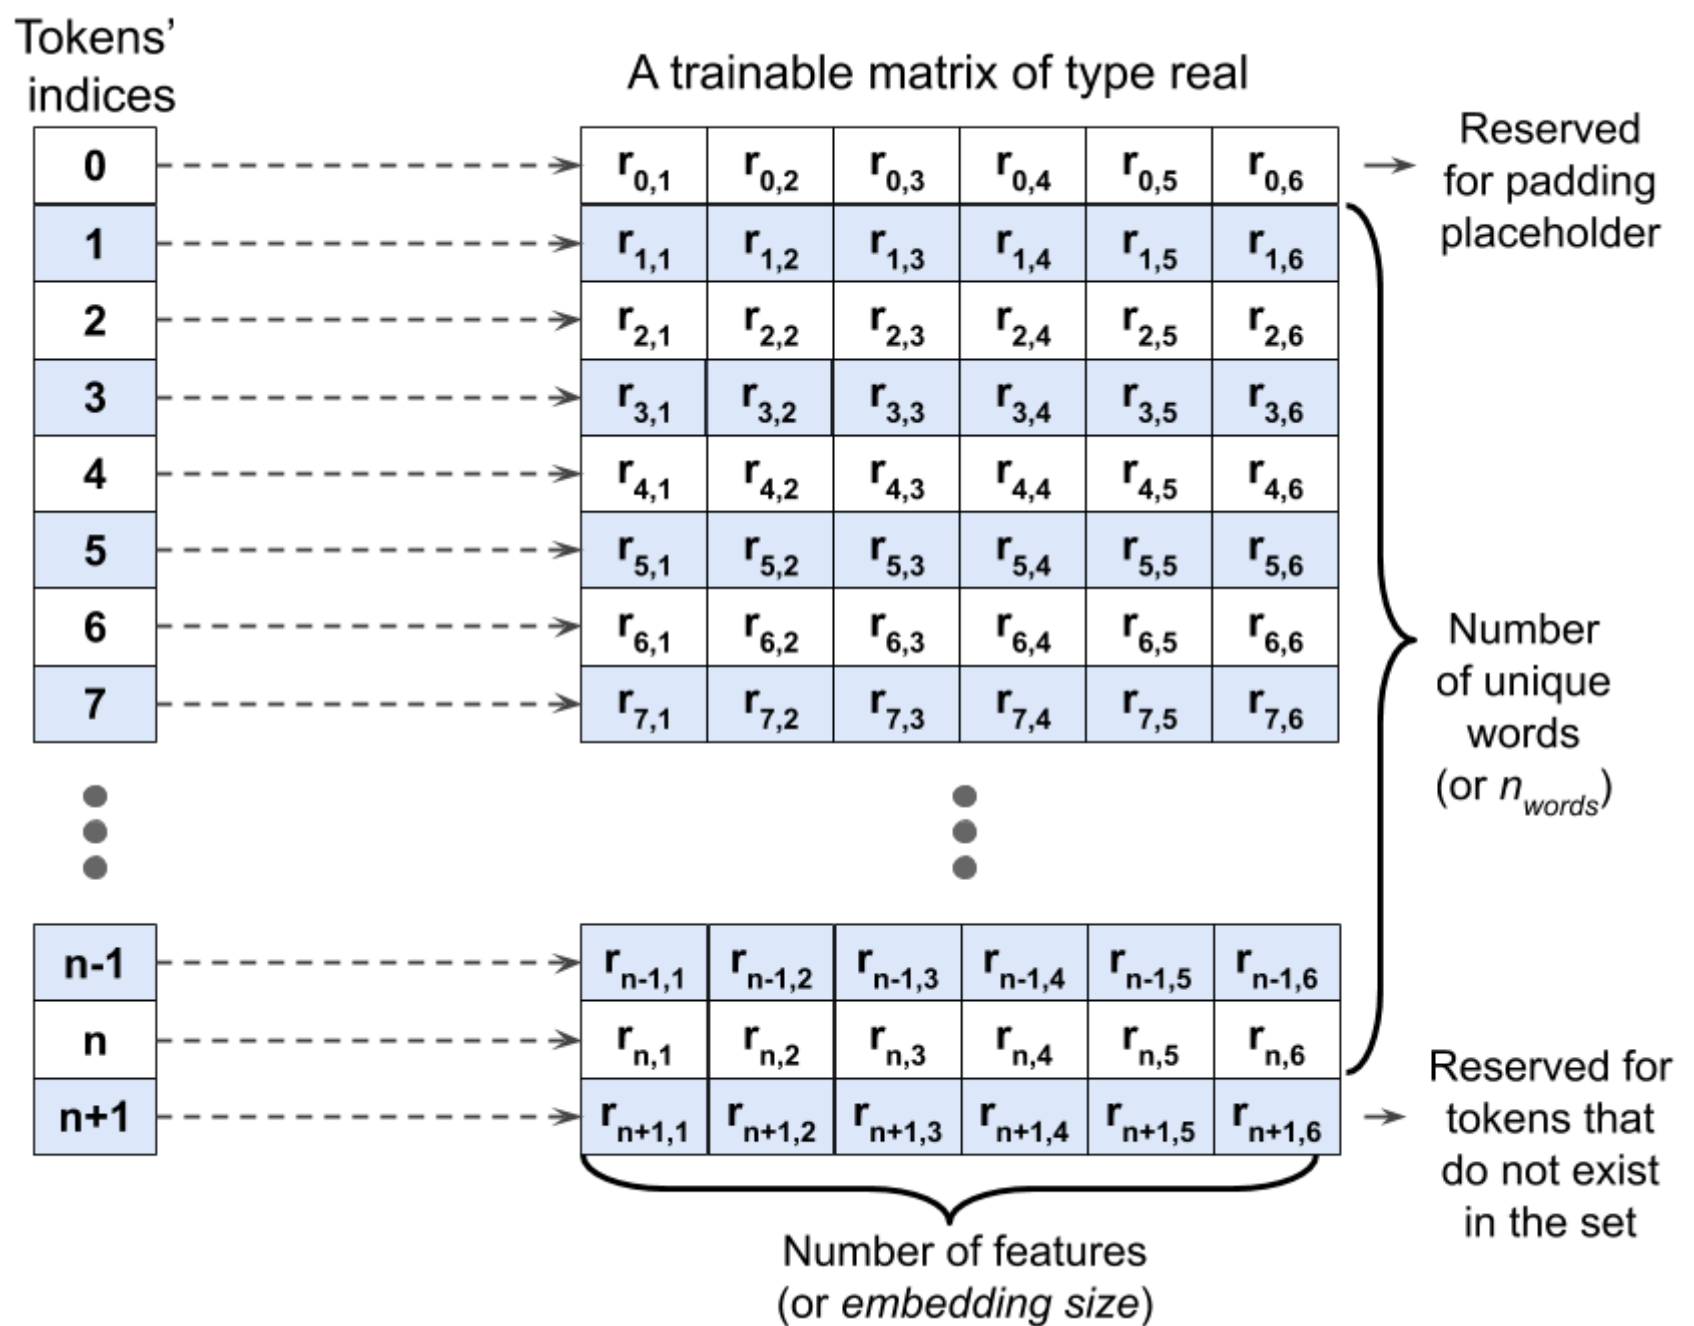 Tokens’
indices
A trainable matrix of type real
Reserved
for padding
placeholder
0 r0,1 r0,2 r0,3 r0,4 r0,5 r0,6
1 r1,1 r1,2 r1,3 r1,4 r1,5 r1,6
2 r2,1 r2,2 r2,3 r2,4 r2,5 r2,6
3 r3,1 r3,2 r3,3 r3,4 r3,5 r3,6
4 r4,1 r4,2 r4,3 r4,4 r4,5 r4,6
5 r5,1 r5,2 r5,3 r5,4 r5,5 r5,6
6 r6,1 r6,2 r6,3 r6,4 r6,5 r6,6
7 r7,1 r7,2 r7,3 r7,4 r7,5 r7,6
Number
of unique
words
(or nwords)
n-1 rn-1,1 rn-1,2 rn-1,3 rn-1,4 rn-1,5 rn-1,6
n rn,1 rn,2 rn,3 rn,4 rn,5 rn,6
n+1 rn+1,1 rn+1,2 rn+1,3 rn+1,4 rn+1,5 rn+1,6
Reserved for
tokens that
do not exist
in the set
Number of features
(or embedding size)